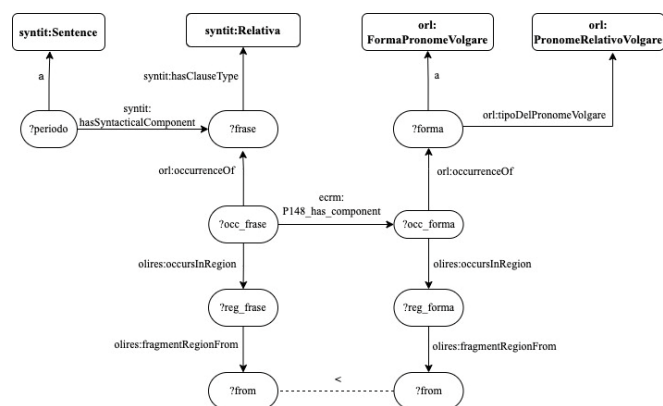 syntit:Sentence
syntit:Relativa
orl:
FormaPronomeVolgare
orl:
PronomeRelativoVolgare
a
syntit:hasClauseType
a
orl:tipoDelPronomeVolgare
?periodo
syntit:
hasSyntacticalComponent
?frase
?forma
orl:occurrenceOf
orl:occurrenceOf
?occ_frase
ecrm:
P148_has_component
?occ_forma
olires:occursInRegion
olires:occursInRegion
?reg_frase
?reg_forma
olires:fragmentRegionFrom
olires:fragmentRegionFrom
?from
<
?from